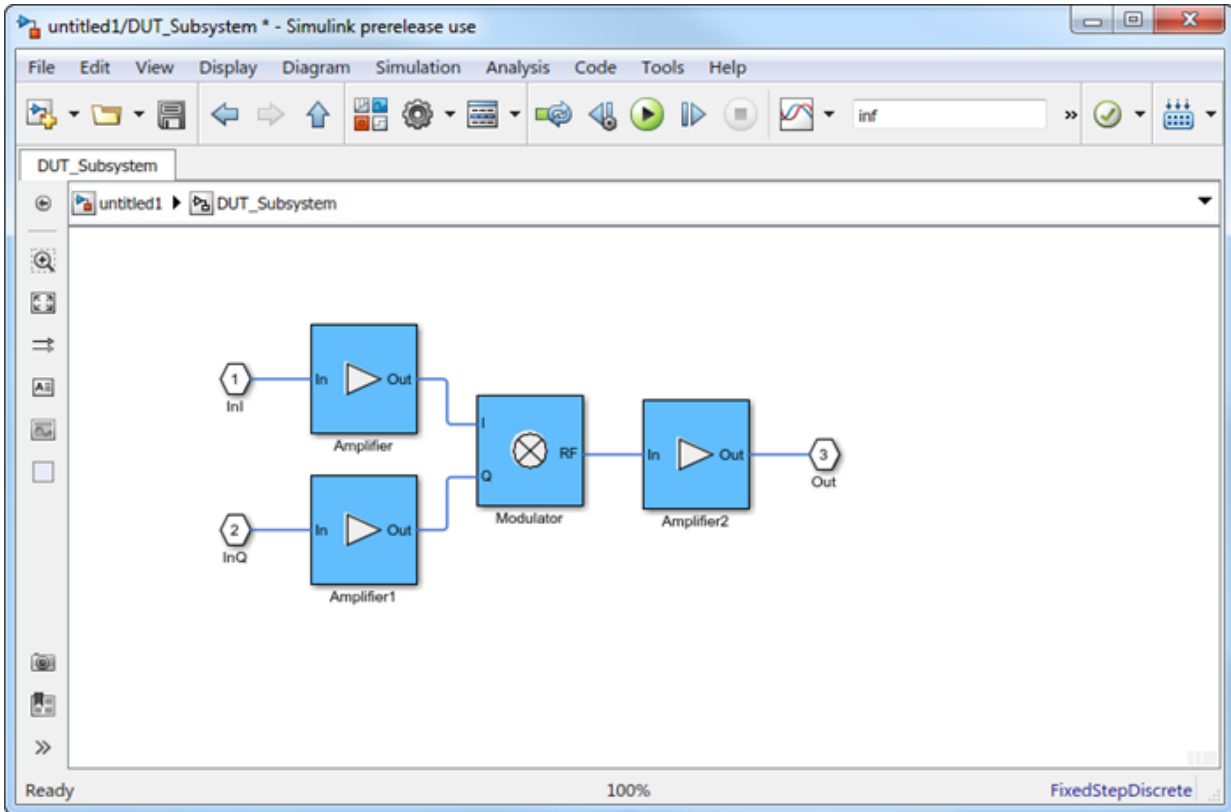 untitled1/DUT_Subsystem * - Simulink prerelease use
File Edit View Display Diagram Simulation Analysis Code Tools Help
inf
DUT_Subsystem
untitled1 DUT_Subsystem
1
InI
In Out
Amplifier
2
InQ
In Out
Amplifier1
I
Q
RF
Modulator
In Out
Amplifier2
3
Out
Ready 100% FixedStepDiscrete